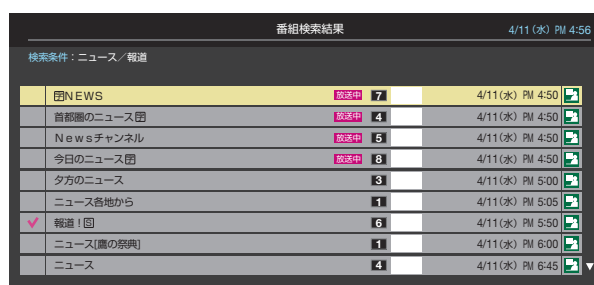 番組検索結果 4/11(水) PM 4:56
検索条件：ニュース／報道
🈑NEWS 放送中 7 4/11(水) PM 4:50
首都圏のニュース🈑 放送中 4 4/11(水) PM 4:50
Newsチャンネル 放送中 5 4/11(水) PM 4:50
今日のニュース🈑 放送中 8 4/11(水) PM 4:50
夕方のニュース 3 4/11(水) PM 5:00
ニュース各地から 1 4/11(水) PM 5:05
報道！🅂 6 4/11(水) PM 5:50
ニュース[鷹の祭典] 1 4/11(水) PM 6:00
ニュース 4 4/11(水) PM 6:45